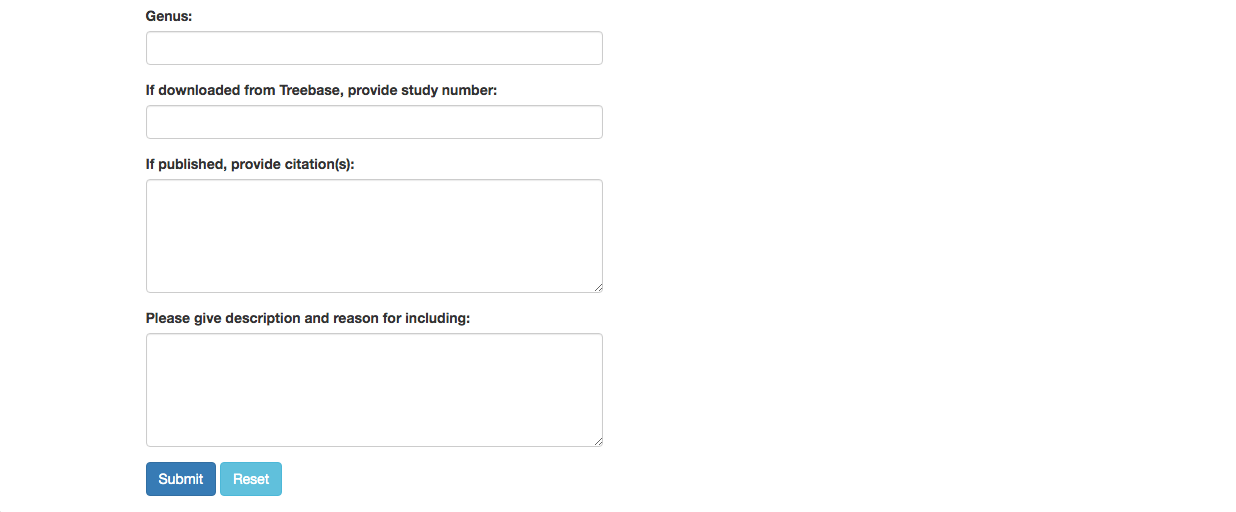 Genus:
If downloaded from Treebase, provide study number:
If published, provide citation(s):
Please give description and reason for including:
Submit Reset